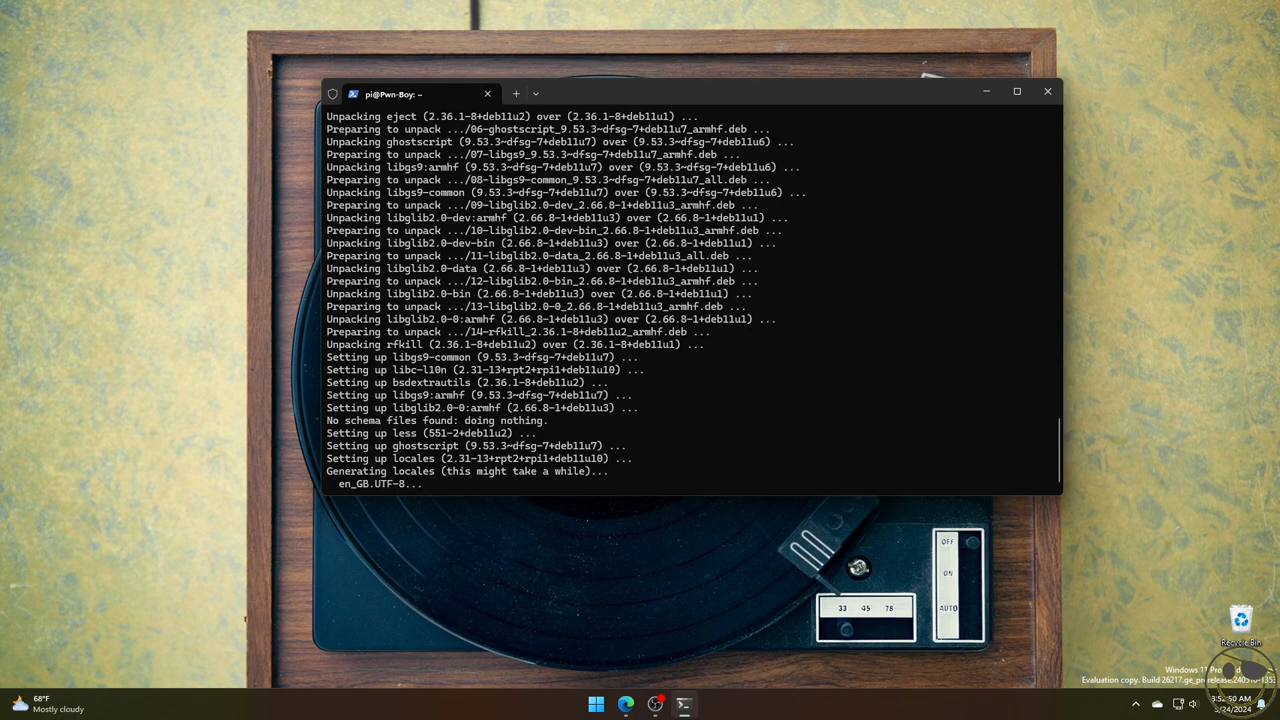 pi@Pwn-Boy: ~
Unpacking eject (2.36.1-8+deb11u2) over (2.36.1-8+deb11u1) ...
Preparing to unpack .../06-ghostscript_9.53.3~dfsg-7+deb11u7_armhf.deb ...
Unpacking ghostscript (9.53.3~dfsg-7+deb11u7) over (9.53.3~dfsg-7+deb11u6) ...
Preparing to unpack .../07-libgs9_9.53.3~dfsg-7+deb11u7_armhf.deb ...
Unpacking libgs9:armhf (9.53.3~dfsg-7+deb11u7) over (9.53.3~dfsg-7+deb11u6) ...
Preparing to unpack .../08-libgs9-common_9.53.3~dfsg-7+deb11u7_all.deb ...
Unpacking libgs9-common (9.53.3~dfsg-7+deb11u7) over (9.53.3~dfsg-7+deb11u6) ...
Preparing to unpack .../09-libglib2.0-dev_2.66.8-1+deb11u3_armhf.deb ...
Unpacking libglib2.0-dev:armhf (2.66.8-1+deb11u3) over (2.66.8-1+deb11u1) ...
Preparing to unpack .../10-libglib2.0-dev-bin_2.66.8-1+deb11u3_armhf.deb ...
Unpacking libglib2.0-dev-bin (2.66.8-1+deb11u3) over (2.66.8-1+deb11u1) ...
Preparing to unpack .../11-libglib2.0-data_2.66.8-1+deb11u3_all.deb ...
Unpacking libglib2.0-data (2.66.8-1+deb11u3) over (2.66.8-1+deb11u1) ...
Preparing to unpack .../12-libglib2.0-bin_2.66.8-1+deb11u3_armhf.deb ...
Unpacking libglib2.0-bin (2.66.8-1+deb11u3) over (2.66.8-1+deb11u1) ...
Preparing to unpack .../13-libglib2.0-0_2.66.8-1+deb11u3_armhf.deb ...
Unpacking libglib2.0-0:armhf (2.66.8-1+deb11u3) over (2.66.8-1+deb11u1) ...
Preparing to unpack .../14-rfkill_2.36.1-8+deb11u2_armhf.deb ...
Unpacking rfkill (2.36.1-8+deb11u2) over (2.36.1-8+deb11u1) ...
Setting up libgs9-common (9.53.3~dfsg-7+deb11u7) ...
Setting up libc-l10n (2.31-13+rpt2+rpi1+deb11u10) ...
Setting up bsdextrautils (2.36.1-8+deb11u2) ...
Setting up libgs9:armhf (9.53.3~dfsg-7+deb11u7) ...
Setting up libglib2.0-0:armhf (2.66.8-1+deb11u3) ...
No schema files found: doing nothing.
Setting up less (551-2+deb11u2) ...
Setting up ghostscript (9.53.3~dfsg-7+deb11u7) ...
Setting up locales (2.31-13+rpt2+rpi1+deb11u10) ...
Generating locales (this might take a while)...
en_GB.UTF-8...
OFF
ON
AUTO
33 45 78
Recycle Bin
Windows 11 Pro
Evaluation copy. Build 26217.ge_
68°F
Mostly cloudy
AM
/24/2024